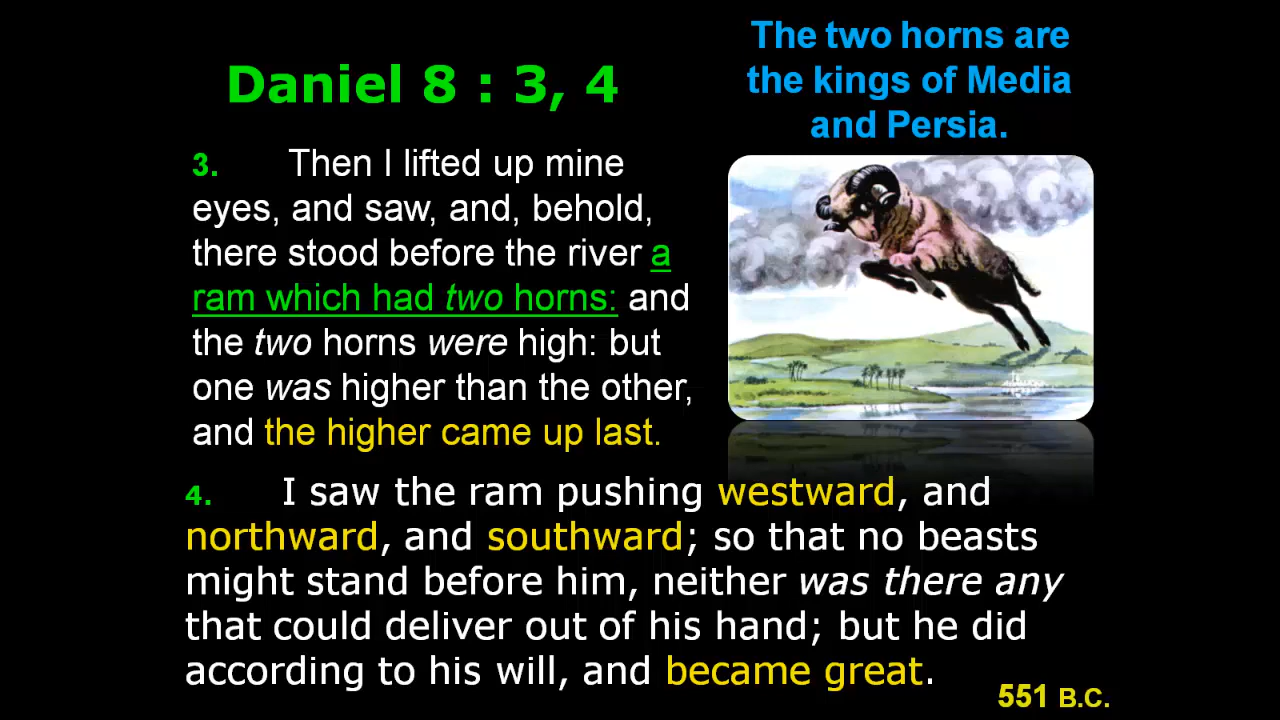 Daniel 8 : 3, 4
The two horns are
the kings of Media
and Persia.
3. Then I lifted up mine
eyes, and saw, and, behold,
there stood before the river a
ram which had two horns: and
the two horns were high: but
one was higher than the other,
and the higher came up last.
4. I saw the ram pushing westward, and
northward, and southward; so that no beasts
might stand before him, neither was there any
that could deliver out of his hand; but he did
according to his will, and became great.
551 B.C.